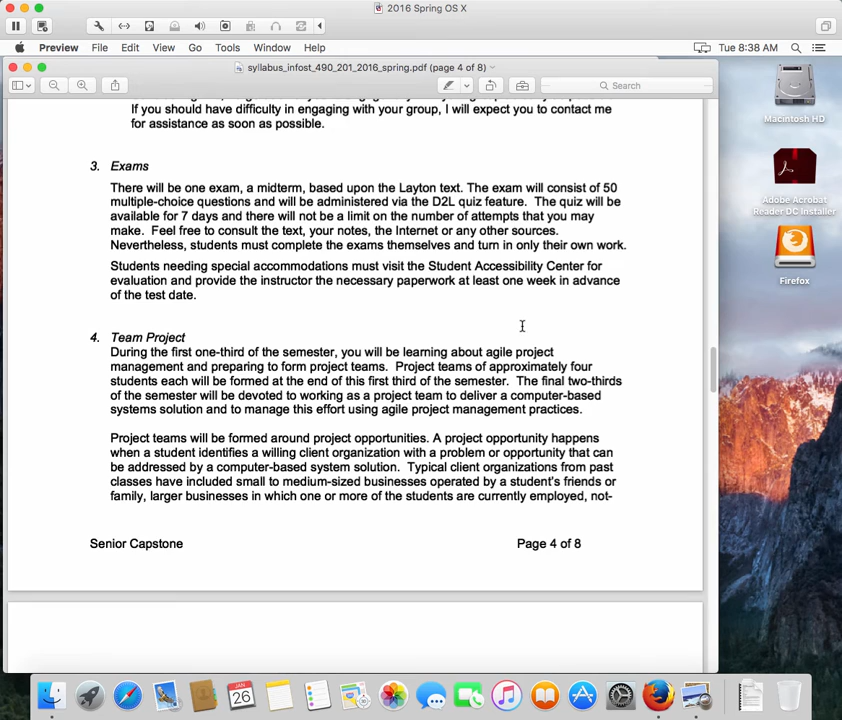 2016 Spring OS X
Preview File Edit View Go Tools Window Help Tue 8:38 AM
syllabus_infost_490_201_2016_spring.pdf (page 4 of 8)
Search
If you should have difficulty in engaging with your group, I will expect you to contact me
for assistance as soon as possible.
3. Exams
There will be one exam, a midterm, based upon the Layton text. The exam will consist of 50
multiple-choice questions and will be administered via the D2L quiz feature. The quiz will be
available for 7 days and there will not be a limit on the number of attempts that you may
make. Feel free to consult the text, your notes, the Internet or any other sources.
Nevertheless, students must complete the exams themselves and turn in only their own work.
Students needing special accommodations must visit the Student Accessibility Center for
evaluation and provide the instructor the necessary paperwork at least one week in advance
of the test date.
4. Team Project
During the first one-third of the semester, you will be learning about agile project
management and preparing to form project teams. Project teams of approximately four
students each will be formed at the end of this first third of the semester. The final two-thirds
of the semester will be devoted to working as a project team to deliver a computer-based
systems solution and to manage this effort using agile project management practices.
Project teams will be formed around project opportunities. A project opportunity happens
when a student identifies a willing client organization with a problem or opportunity that can
be addressed by a computer-based system solution. Typical client organizations from past
classes have included small to medium-sized businesses operated by a student's friends or
family, larger businesses in which one or more of the students are currently employed, not-
Senior Capstone Page 4 of 8
Macintosh HD
Adobe Acrobat
Reader DC Installer
Firefox
JAN
26